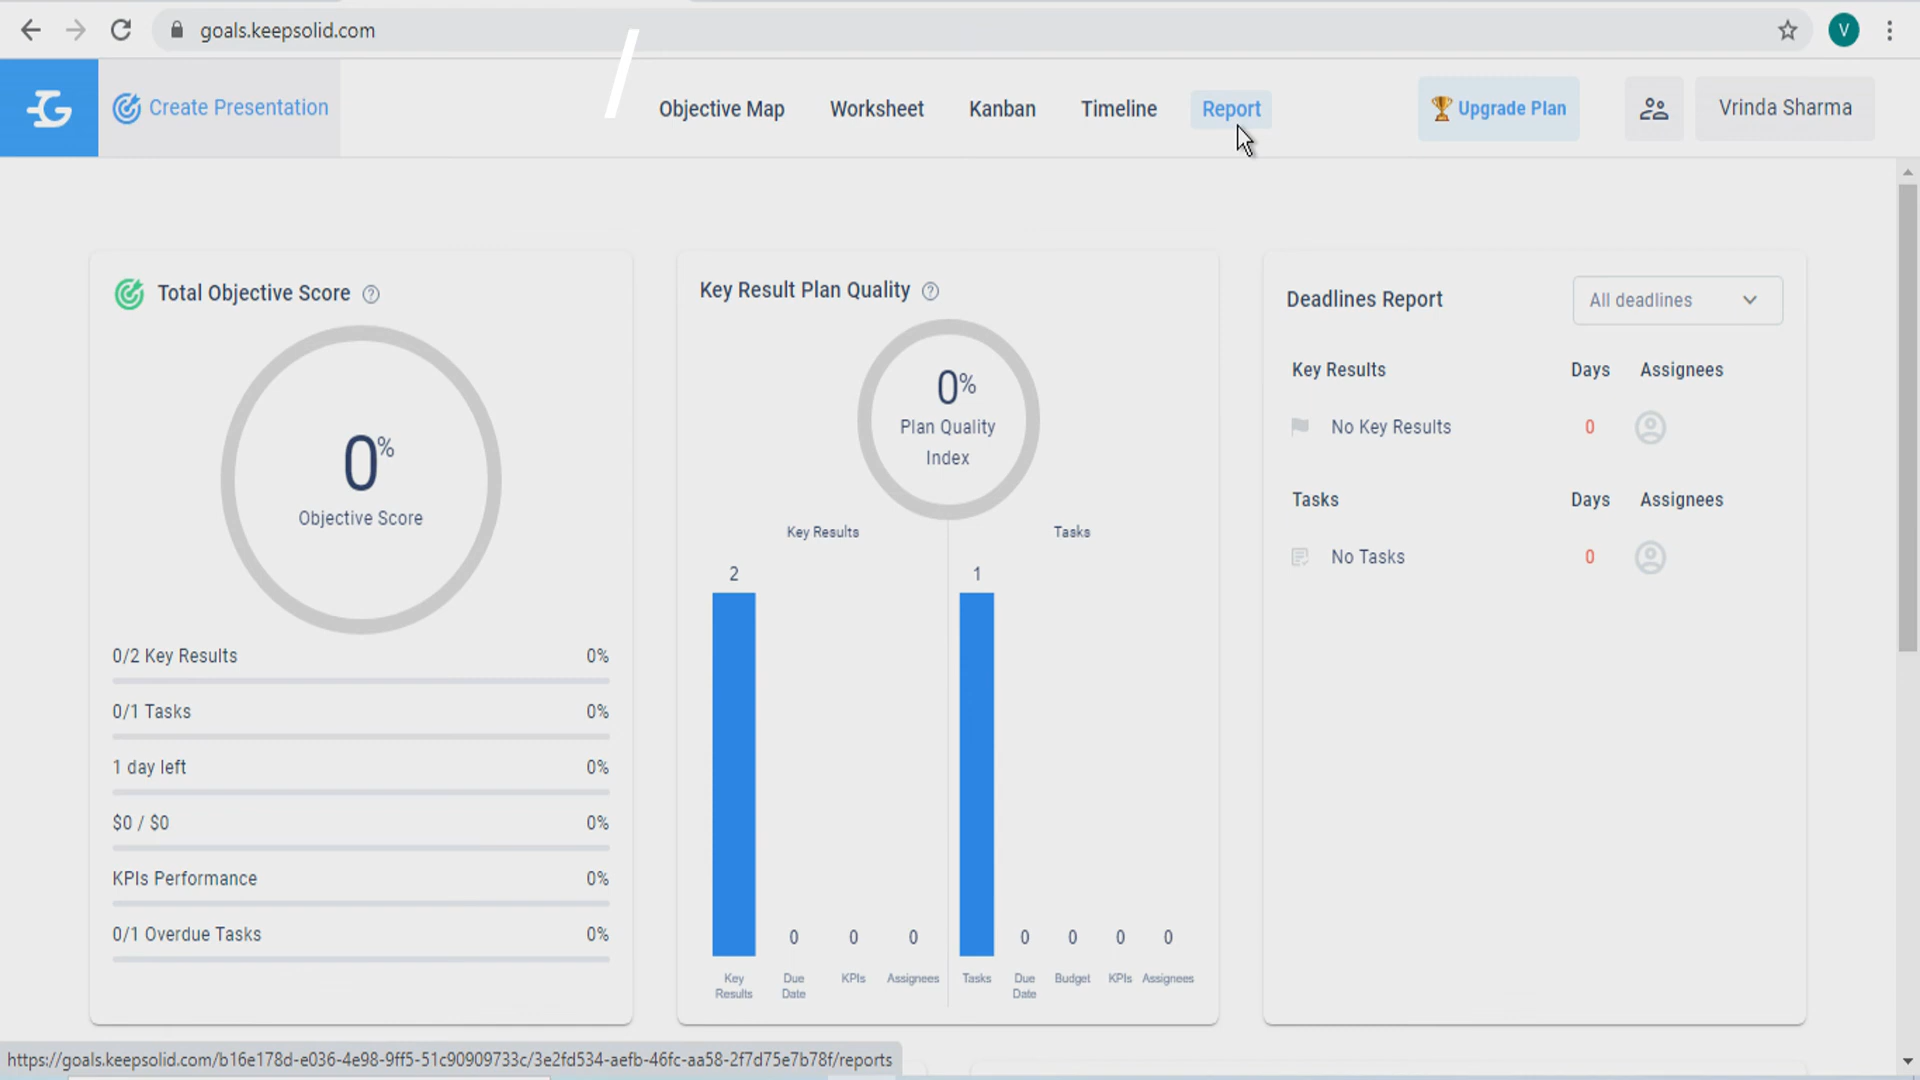 goals.keepsolid.com
V
Create Presentation
Objective Map
Worksheet
Kanban
Timeline
Report
Upgrade Plan
Vrinda Sharma
Total Objective Score ?
0%
Objective Score
0/2 Key Results 0%
0/1 Tasks 0%
1 day left 0%
$0 / $0 0%
KPIs Performance 0%
0/1 Overdue Tasks 0%
Key Result Plan Quality ?
0%
Plan Quality
Index
Key Results
2
0
0
0
Key
Results
Due
Date
KPIs
Assignees
Tasks
1
0
0
0
0
Tasks
Due
Date
Budget
KPIs
Assignees
Deadlines Report
All deadlines
Key Results Days Assignees
No Key Results 0
Tasks Days Assignees
No Tasks 0
https://goals.keepsolid.com/b16e178d-e036-4e98-9ff5-51c90909733c/3e2fd534-aefb-46fc-aa58-2f7d75e7b78f/reports